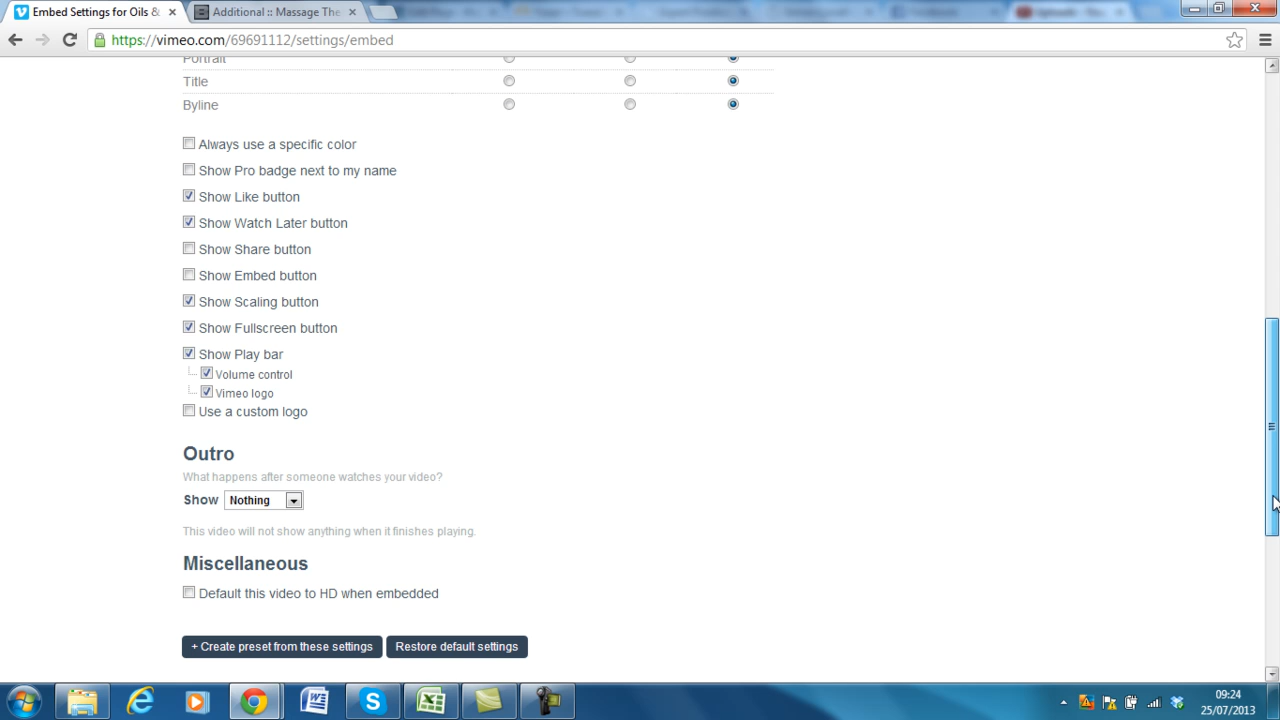 Embed Settings for Oils &
Additional :: Massage The
https://vimeo.com/69691112/settings/embed
Portrait
Title
Byline
Always use a specific color
Show Pro badge next to my name
Show Like button
Show Watch Later button
Show Share button
Show Embed button
Show Scaling button
Show Fullscreen button
Show Play bar
Volume control
Vimeo logo
Use a custom logo
Outro
What happens after someone watches your video?
Show Nothing
This video will not show anything when it finishes playing.
Miscellaneous
Default this video to HD when embedded
+ Create preset from these settings Restore default settings
09:24
25/07/2013